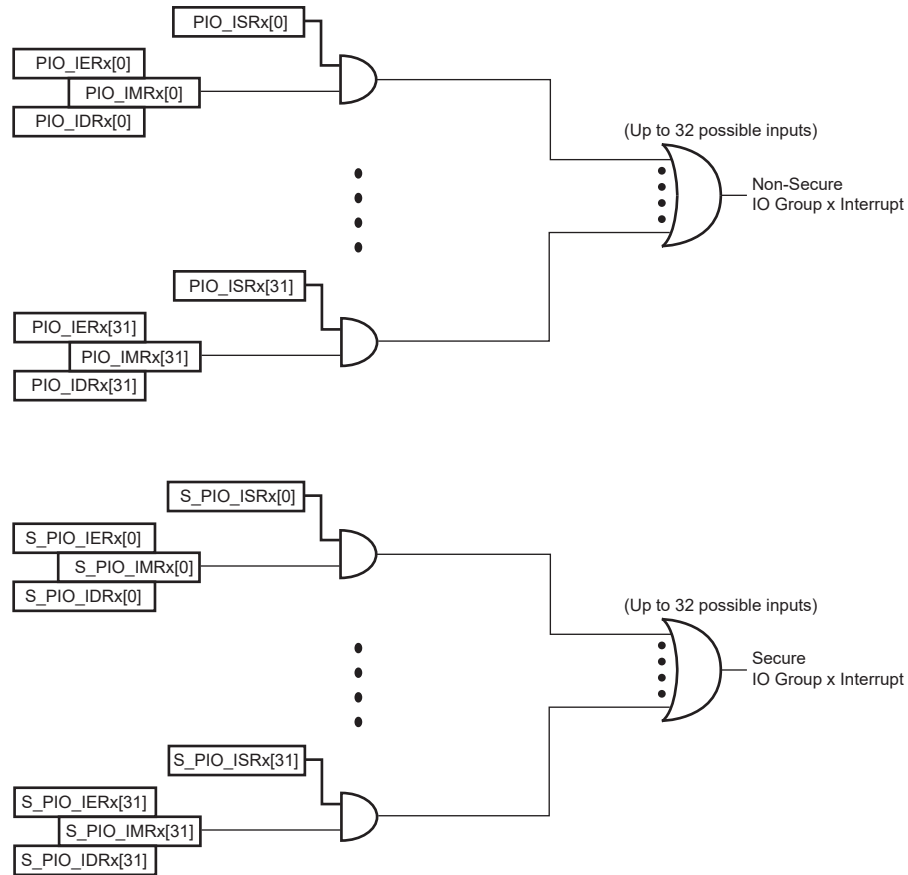 PIO_ISRx[0]
PIO_IERx[0]
PIO_IMRx[0]
PIO_IDRx[0]
(Up to 32 possible inputs)
Non-Secure
IO Group x Interrupt
PIO_ISRx[31]
PIO_IERx[31]
PIO_IMRx[31]
PIO_IDRx[31]
S_PIO_ISRx[0]
S_PIO_IERx[0]
S_PIO_IMRx[0]
S_PIO_IDRx[0]
(Up to 32 possible inputs)
Secure
IO Group x Interrupt
S_PIO_ISRx[31]
S_PIO_IERx[31]
S_PIO_IMRx[31]
S_PIO_IDRx[31]